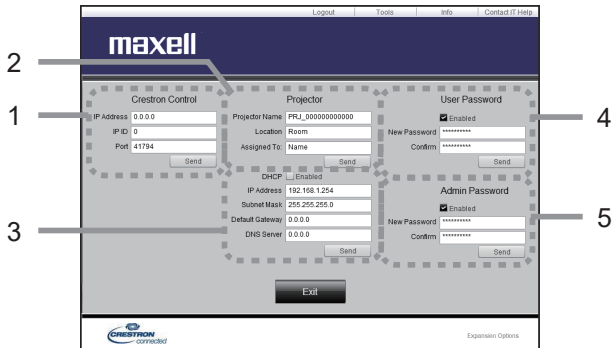 Logout Tools Info Contact IT Help
maxell
2
1
3
4
5
Crestron Control
IP Address 0.0.0.0
IP ID 0
Port 41794
Send
Projector
Projector Name PRJ_000000000000
Location Room
Assigned To: Name
Send
DHCP Enabled
IP Address 192.168.1.254
Subnet Mask 255.255.255.0
Default Gateway 0.0.0.0
DNS Server 0.0.0.0
Send
User Password
Enabled
New Password **********
Confirm **********
Send
Admin Password
Enabled
New Password **********
Confirm **********
Send
Exit
CRESTRON
connected
Expansion Options